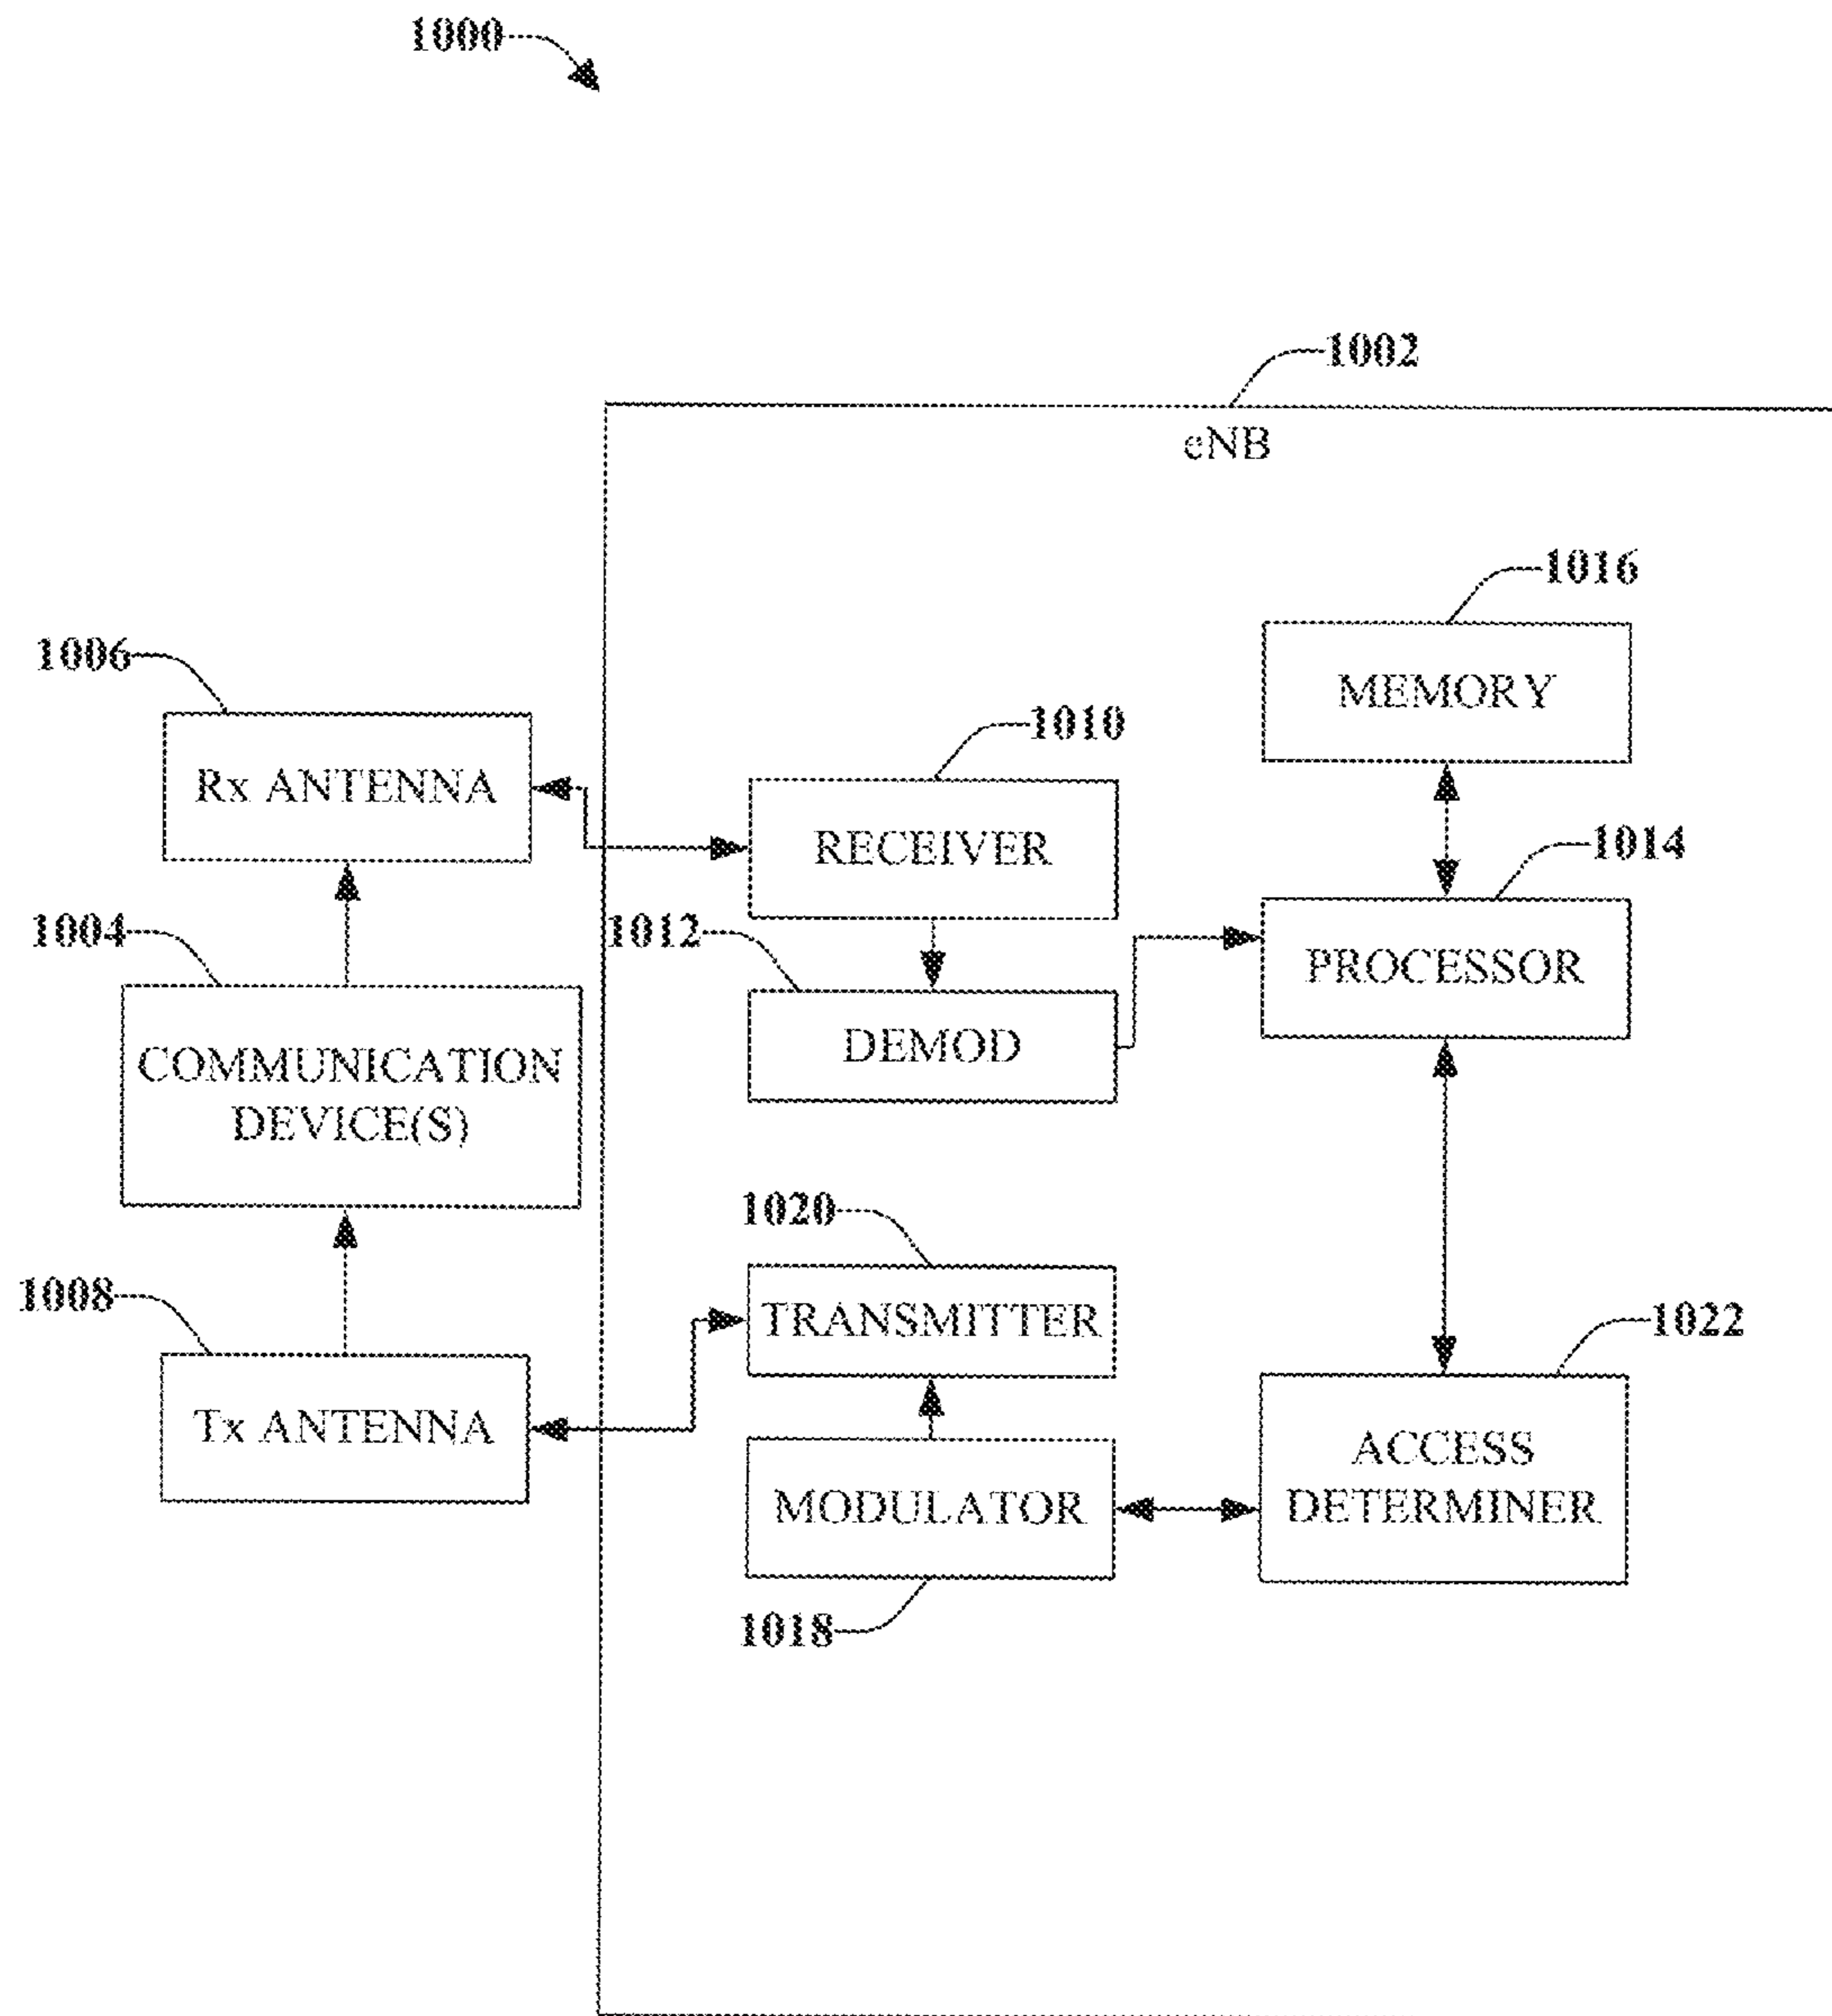 1000
1002
eNB
1016
MEMORY
1006
Rx ANTENNA
1010
RECEIVER
1014
PROCESSOR
1004
1012
COMMUNICATION
DEVICE(S)
DEMOD
1020
TRANSMITTER
1008
1022
Tx ANTENNA
ACCESS
DETERMINER
MODULATOR
1018